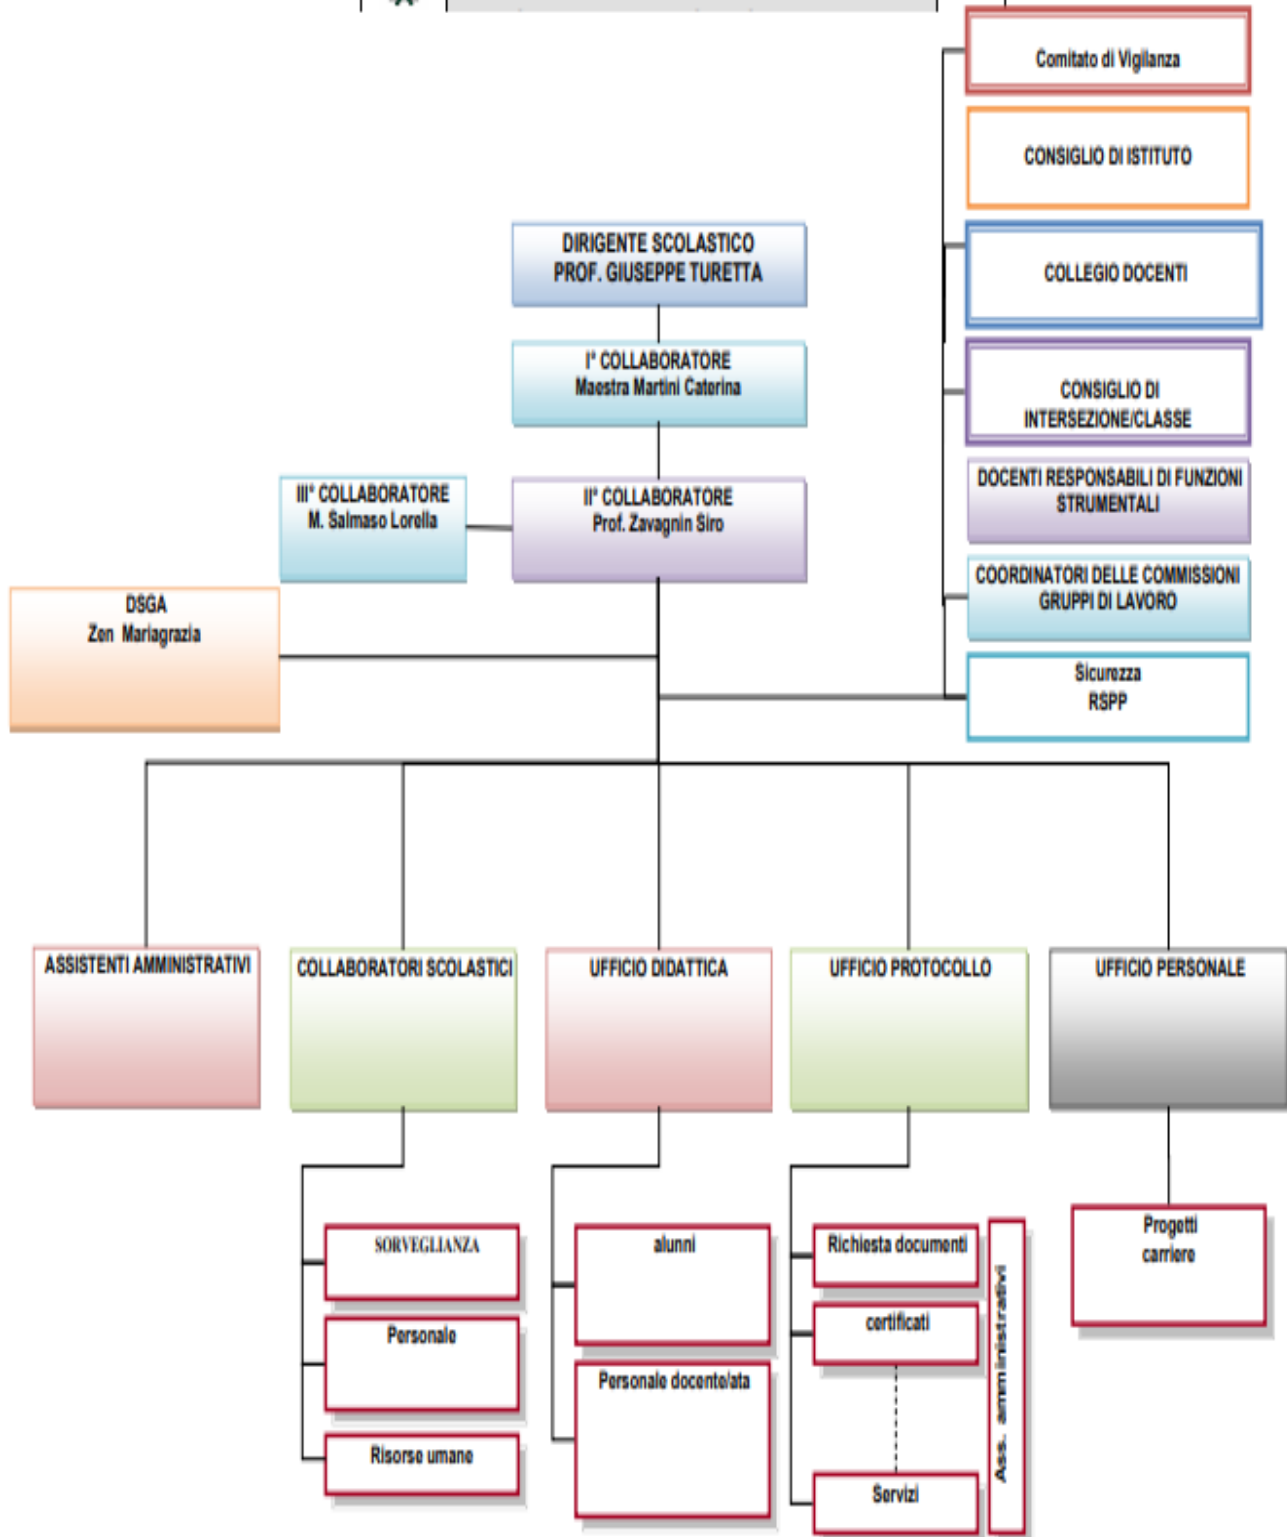 Comitato di Vigilanza
CONSIGLIO DI ISTITUTO
DIRIGENTE SCOLASTICO
PROF. GIUSEPPE TURETTA
COLLEGIO DOCENTI
I° COLLABORATORE
Maestra Martini Caterina
CONSIGLIO DI
INTERSEZIONE/CLASSE
III° COLLABORATORE
M. Salmaso Lorella
II° COLLABORATORE
Prof. Zavagnin Siro
DOCENTI RESPONSABILI DI FUNZIONI
STRUMENTALI
COORDINATORI DELLE COMMISSIONI
GRUPPI DI LAVORO
DSGA
Zen Mariagrazia
Sicurezza
RSPP
ASSISTENTI AMMINISTRATIVI
COLLABORATORI SCOLASTICI
UFFICIO DIDATTICA
UFFICIO PROTOCOLLO
UFFICIO PERSONALE
SORVEGLIANZA
Personale
Risorse umane
alunni
Personale docente/ata
Richiesta documenti
certificati
Servizi
Ass. amministrativi
Progetti
carriere